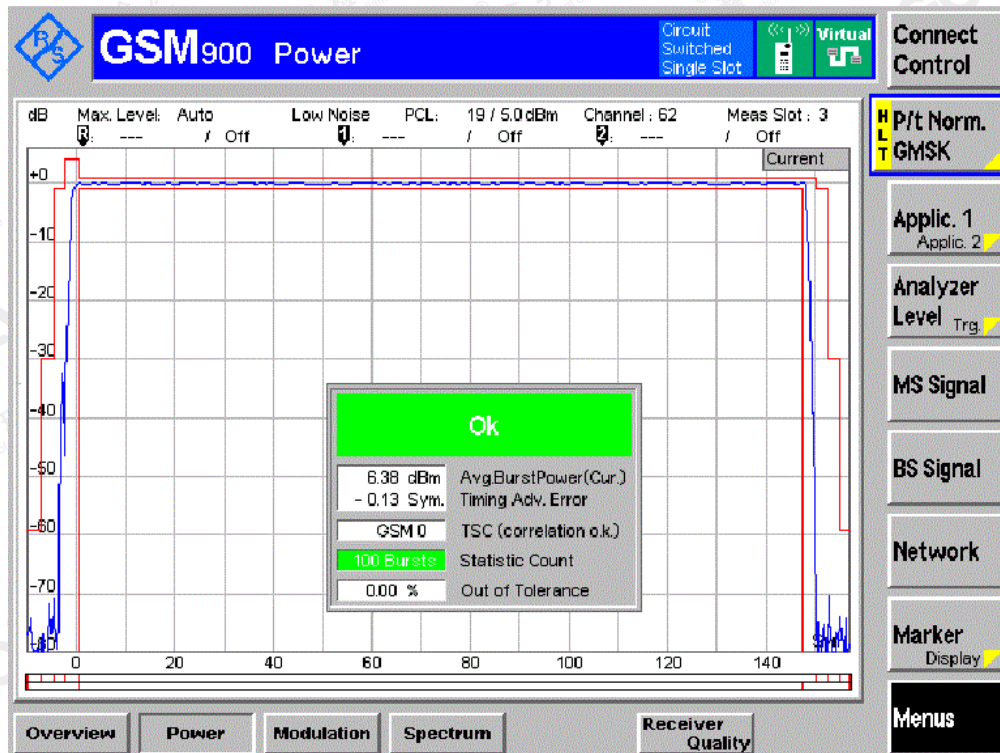 R S
GSM900 Power
Circuit
Switched
Single Slot
Virtual
Connect
Control
dB Max. Level: Auto Low Noise PCL: 19 / 5.0 dBm Channel : 62 Meas Slot : 3
R: --- / Off 1: --- / Off 2: --- / Off
HLT
P/t Norm.
GMSK
Current
+0
-10
-20
-30
-40
-50
-60
-70
-80
Applic. 1
Applic. 2
Analyzer
Level Trg.
MS Signal
BS Signal
Network
Marker
Display
Menus
Ok
6.38 dBm Avg.BurstPower(Cur.)
- 0.13 Sym. Timing Adv. Error
GSM 0 TSC (correlation o.k.)
100 Bursts Statistic Count
0.00 % Out of Tolerance
0 20 40 60 80 100 120 140
Overview Power Modulation Spectrum Receiver
Quality